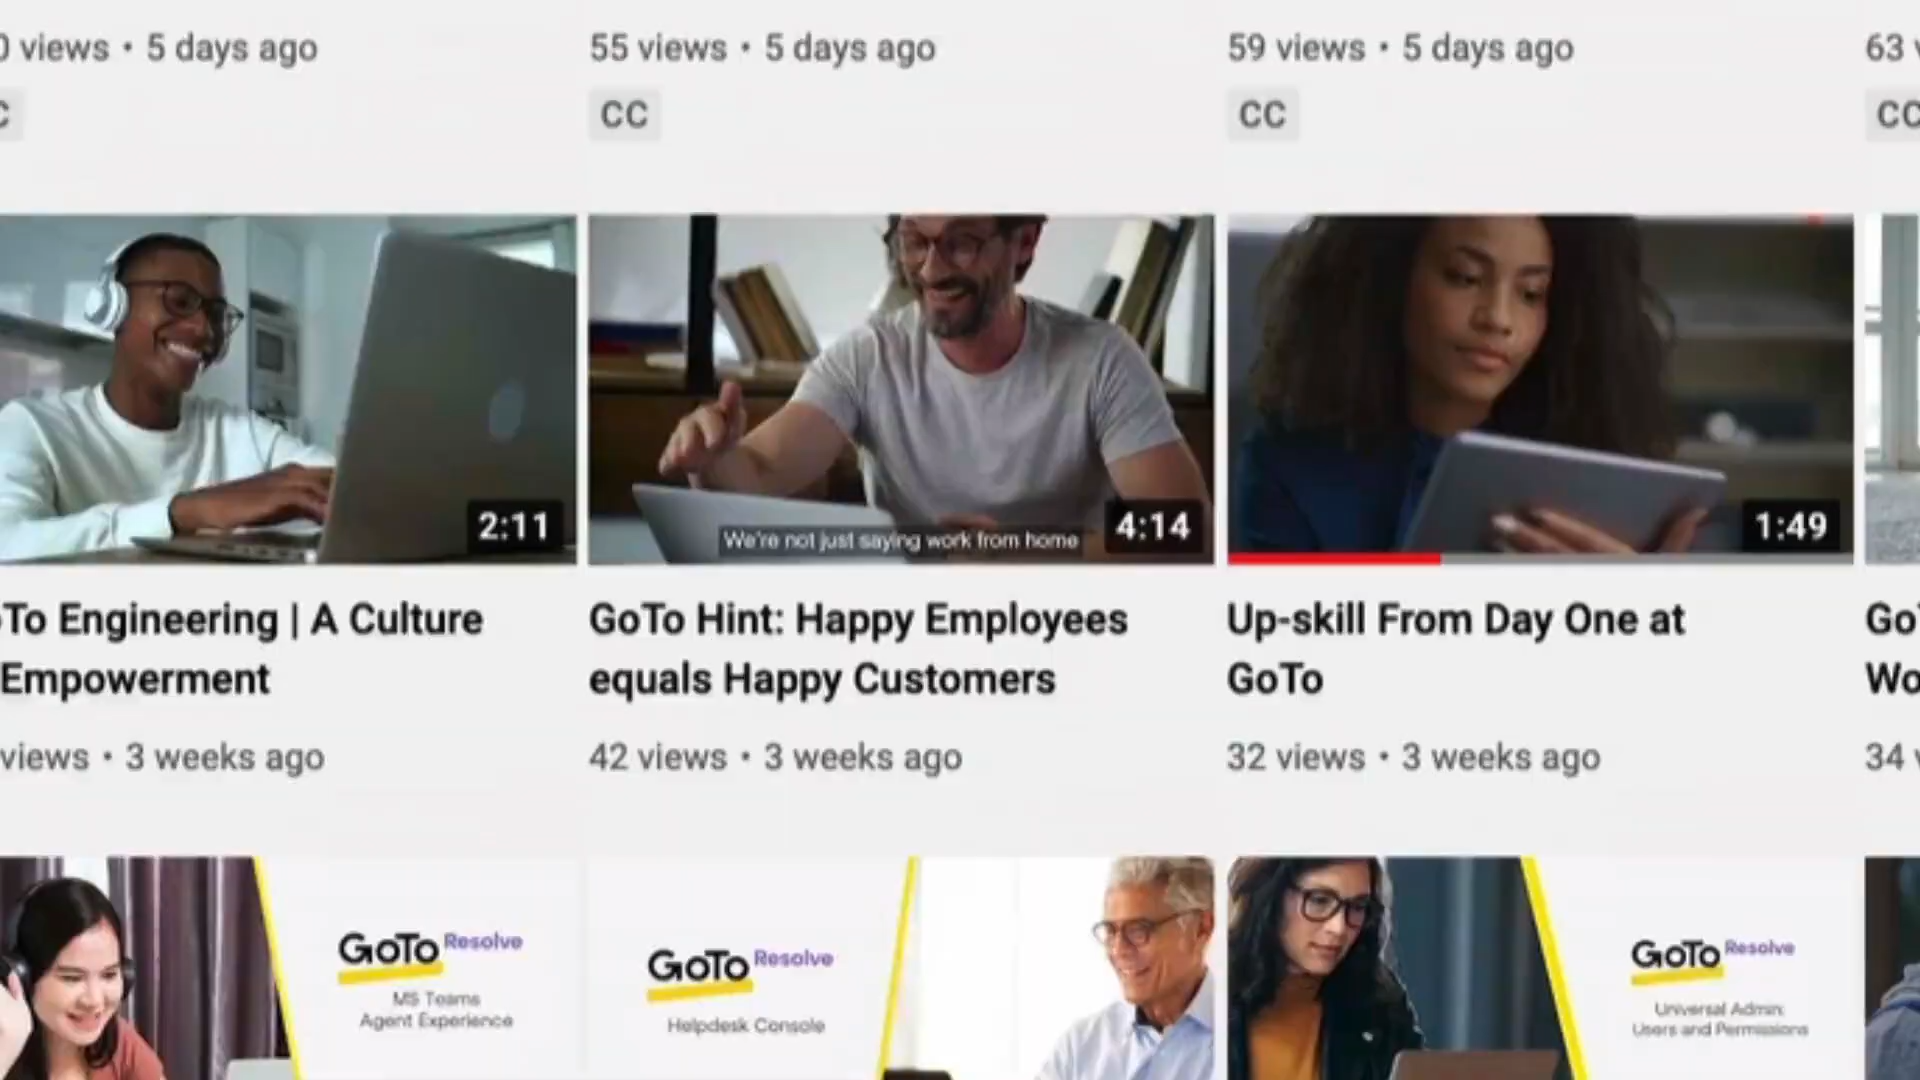 views • 5 days ago
55 views • 5 days ago
59 views • 5 days ago
63
CC
CC
CC
2:11
We're not just saying work from home
4:14
1:49
To Engineering | A Culture
Empowerment
views • 3 weeks ago
GoTo Hint: Happy Employees
equals Happy Customers
42 views • 3 weeks ago
Up-skill From Day One at
GoTo
32 views • 3 weeks ago
34
GoTo Resolve
MS Teams
Agent Experience
GoTo Resolve
Helpdesk Console
GoTo Resolve
Universal Admin:
Users and Permissions